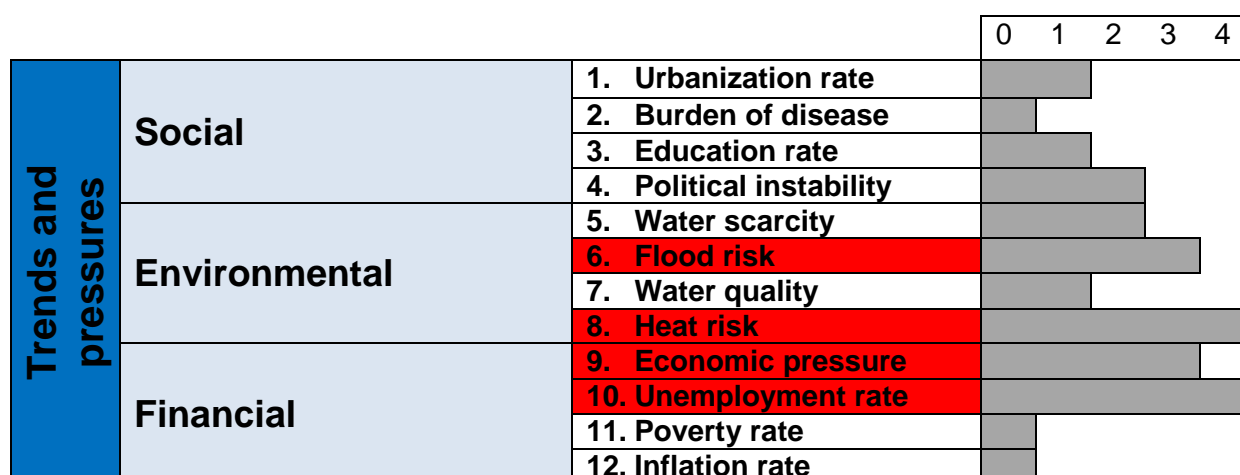 0 1 2 3 4
Trends and
pressures
Social
1. Urbanization rate
2. Burden of disease
3. Education rate
4. Political instability
Environmental
5. Water scarcity
6. Flood risk
7. Water quality
8. Heat risk
Financial
9. Economic pressure
10. Unemployment rate
11. Poverty rate
12. Inflation rate